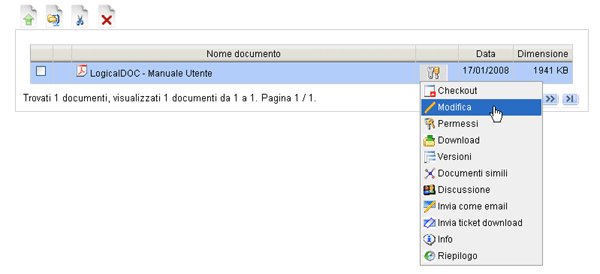 Nome documento Data Dimensione
LogicalDOC - Manuale Utente 17/01/2008 1941 KB
Trovati 1 documenti, visualizzati 1 documenti da 1 a 1. Pagina 1 / 1.
Checkout
Modifica
Permessi
Download
Versioni
Documenti simili
Discussione
Invia come email
Invia ticket download
Info
Riepilogo